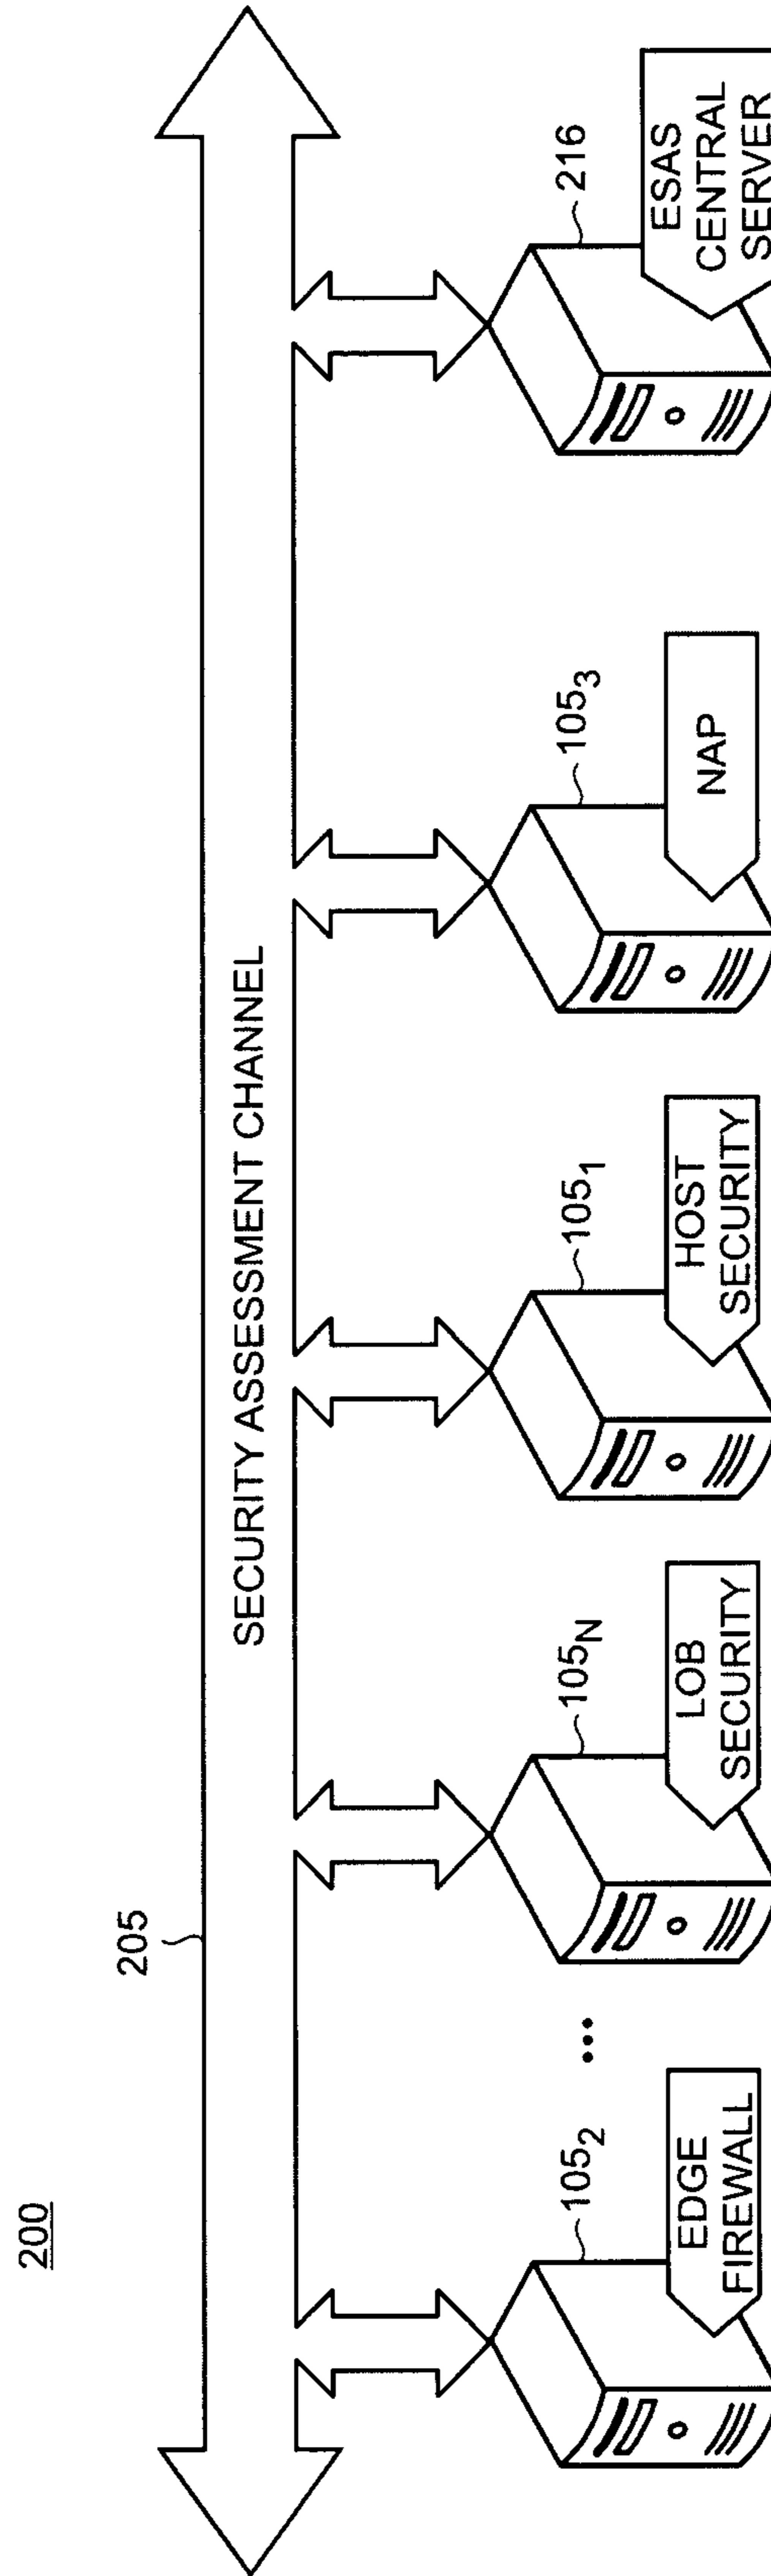 200
205
SECURITY ASSESSMENT CHANNEL
105₂
EDGE
FIREWALL
...
105N
LOB
SECURITY
105₁
HOST
SECURITY
105₃
NAP
216
ESAS
CENTRAL
SERVER